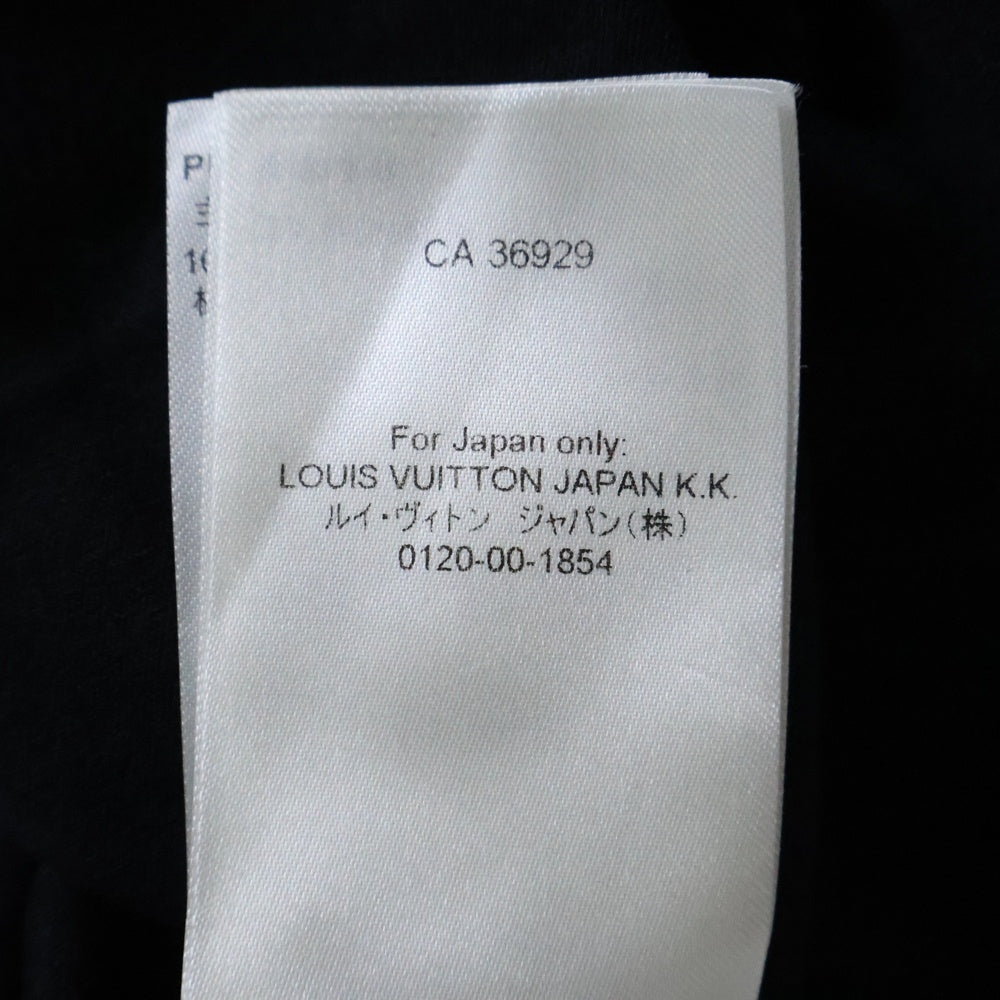 CA 36929
For Japan only:
LOUIS VUITTON JAPAN K.K.
ルイ・ヴィトン ジャパン(株)
0120-00-1854